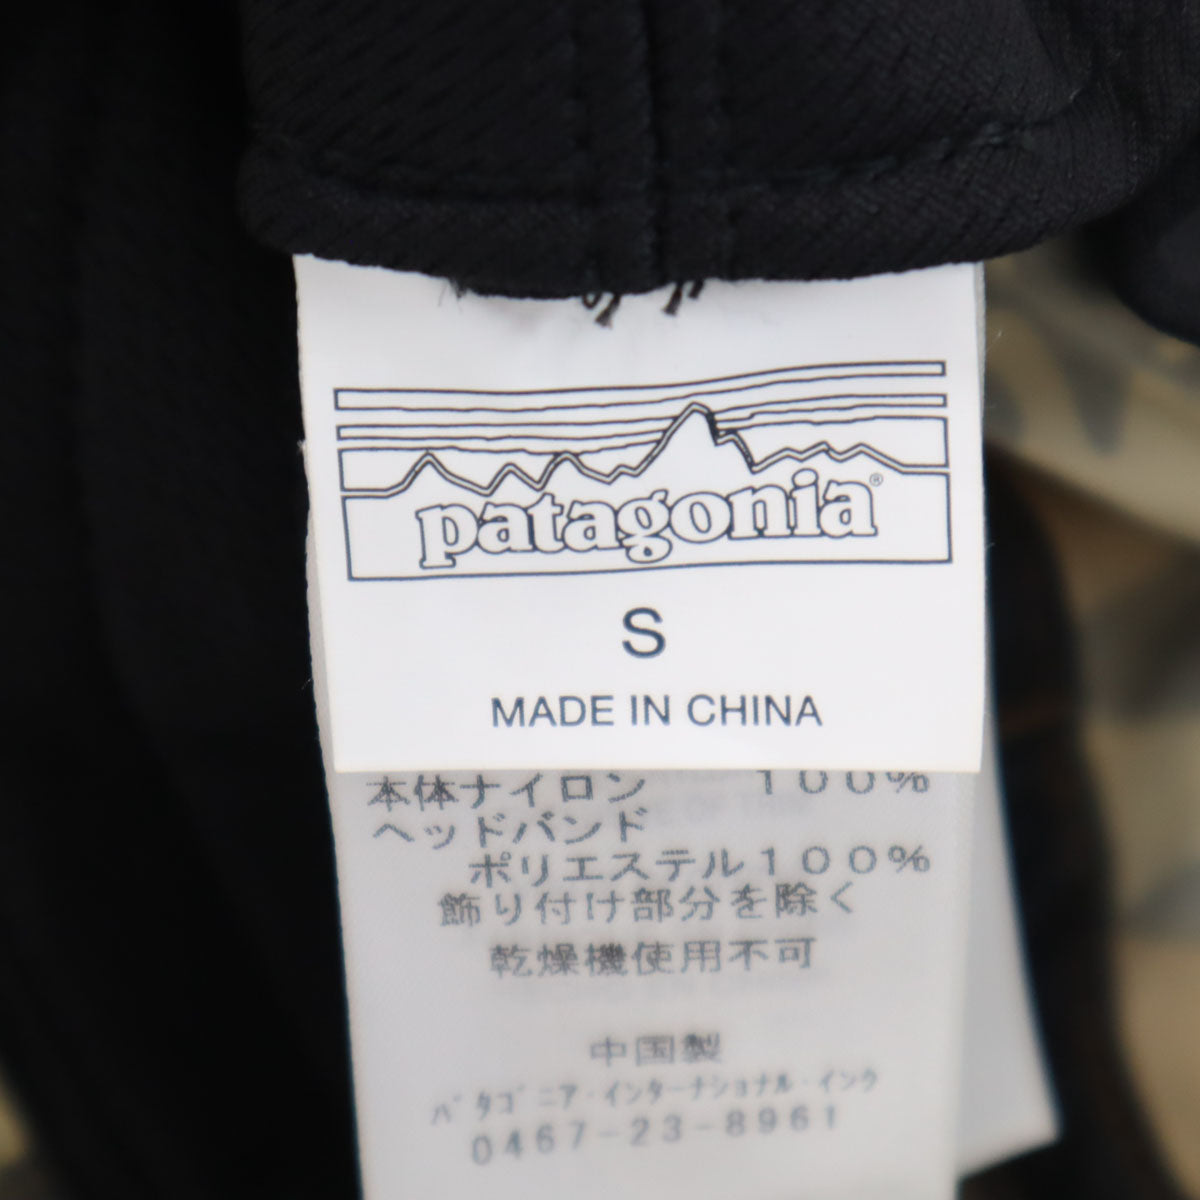 patagonia®
S
MADE IN CHINA
本体ナイロン 100%
ヘッドバンド
ポリエステル100%
飾り付け部分を除く
乾燥機使用不可
中国製
パタゴニア・インターナショナル・インク
0467-23-8961